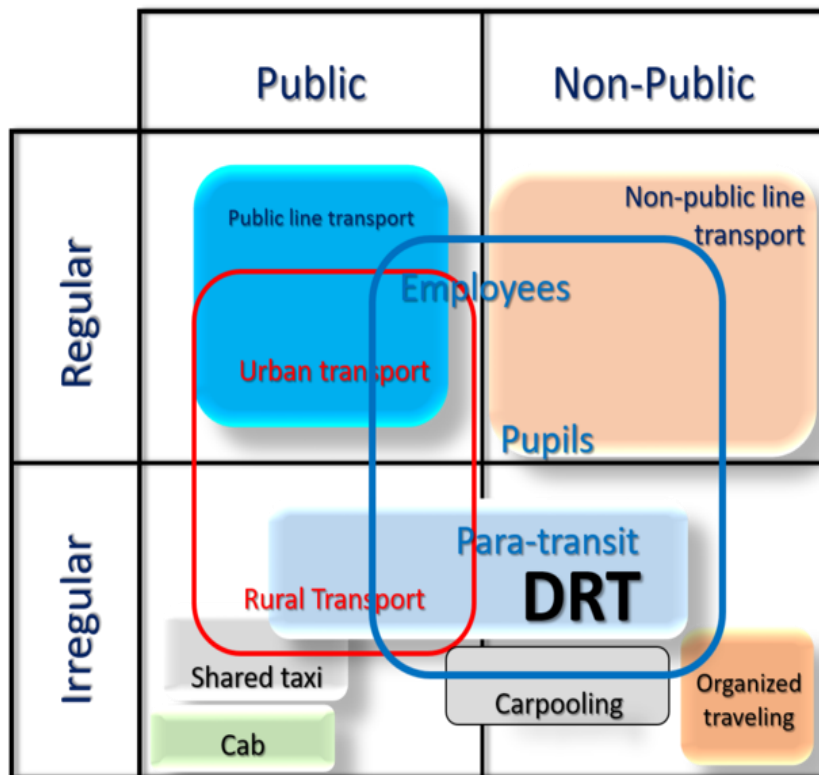 Public
Non-Public
Regular
Public line transport
Non-public line
transport
Employees
Urban transport
Pupils
Irregular
Para-transit
DRT
Rural Transport
Shared taxi
Carpooling
Organized
traveling
Cab